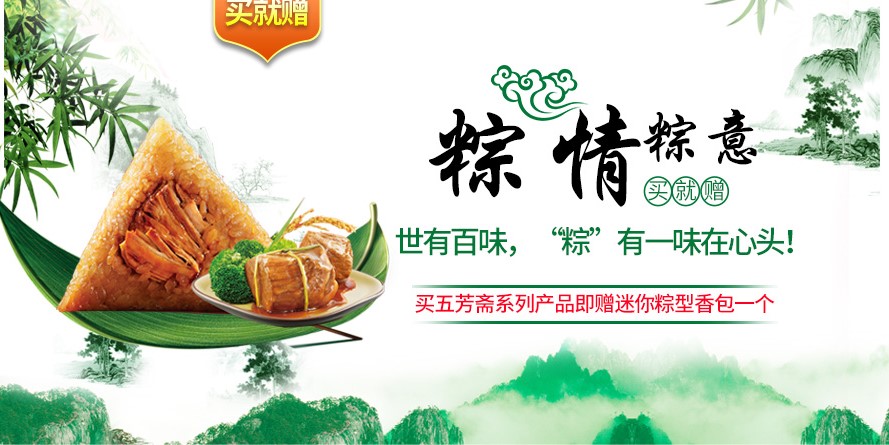 买就赠
粽情粽意
买就赠
世有百味，“粽”有一味在心头！
买五芳斋系列产品即赠迷你粽型香包一个